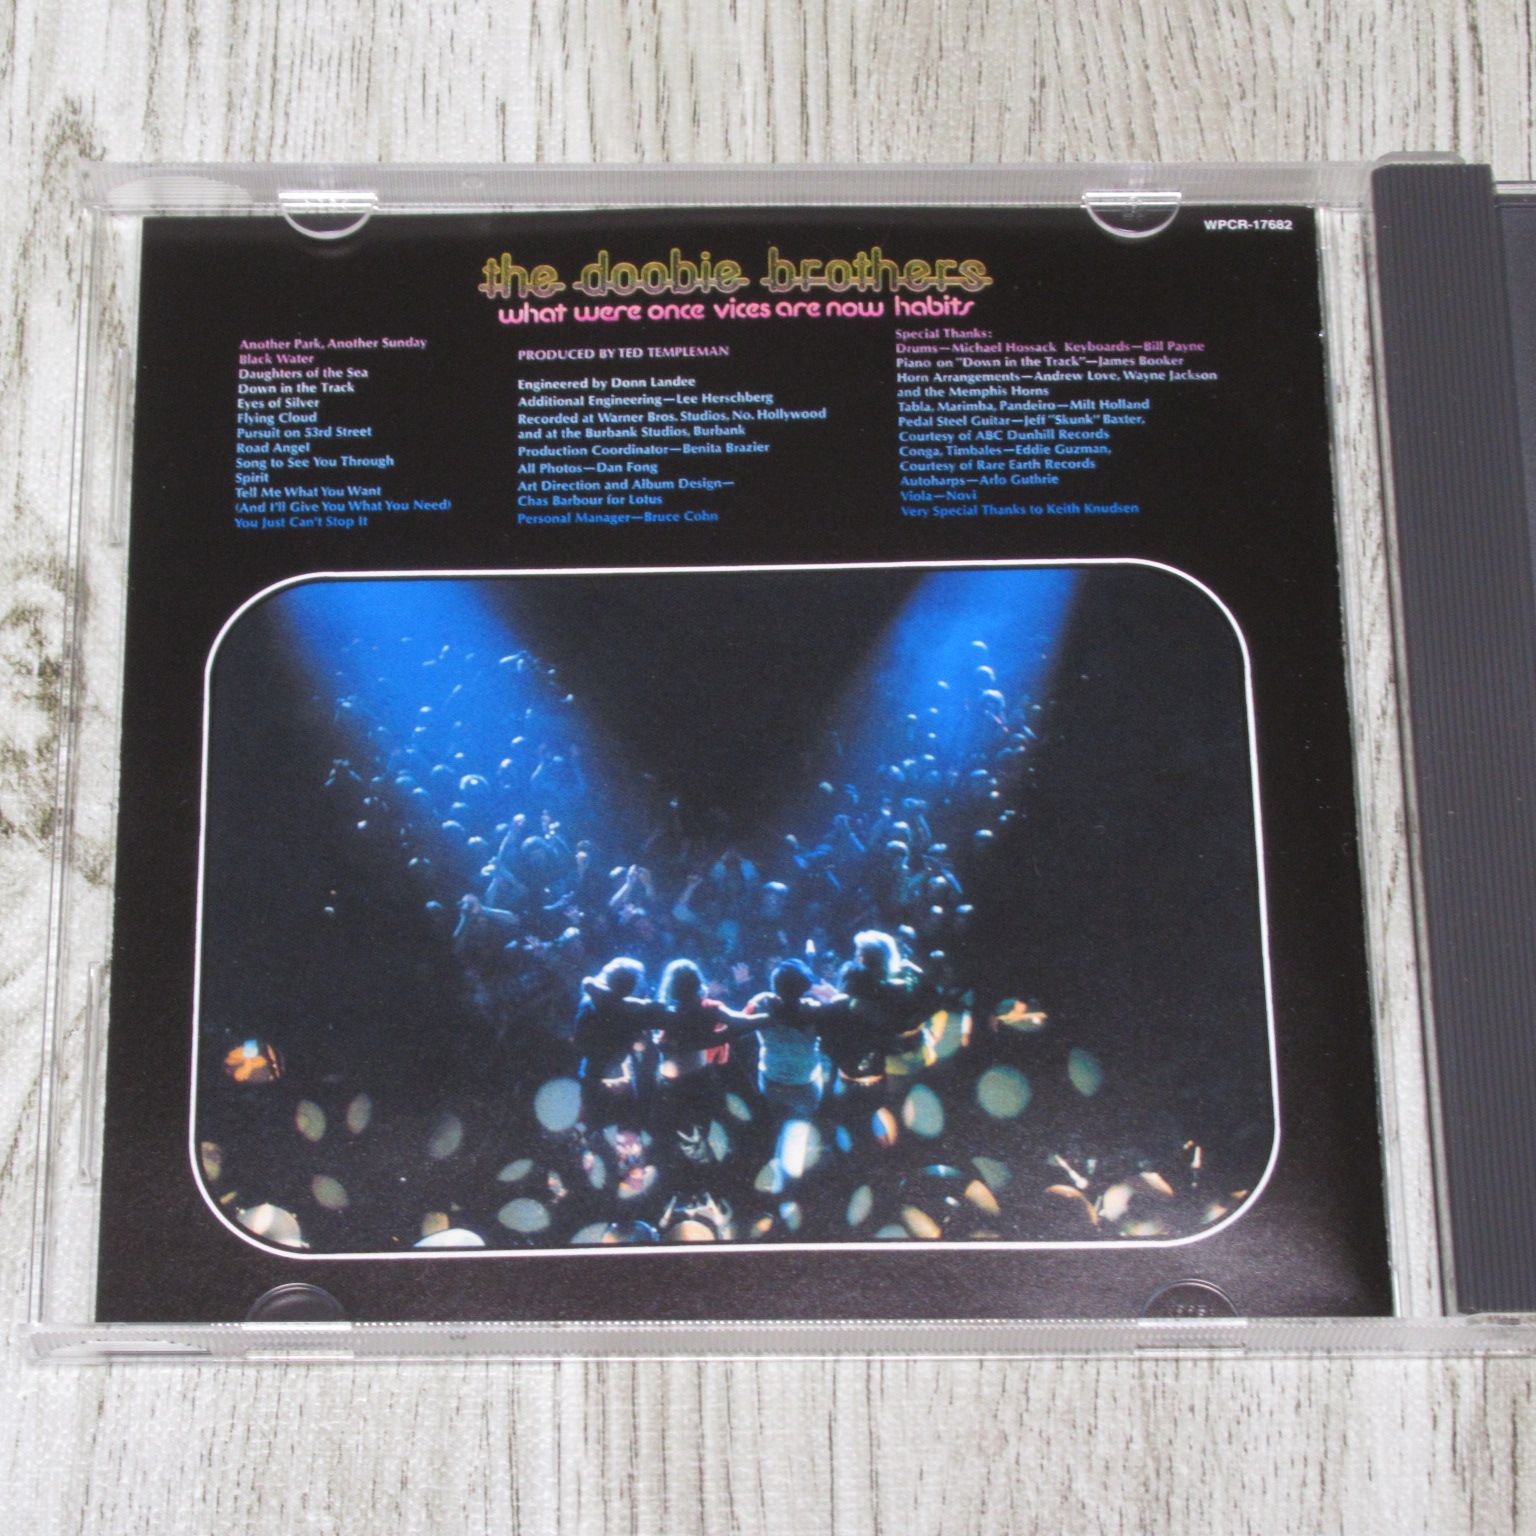 WPCR-17682
the doobie brothers
what were once vices are now habits
Another Park, Another Sunday
Black Water
Daughters of the Sea
Down in the Track
Eyes of Silver
Flying Cloud
Pursuit on 53rd Street
Road Angel
Song to See You Through
Spirit
Tell Me What You Want
(And I'll Give You What You Need)
You Just Can't Stop It
PRODUCED BY TED TEMPLEMAN
Engineered by Donn Landee
Additional Engineering—Lee Herschberg
Recorded at Warner Bros. Studios, No. Hollywood
and at the Burbank Studios, Burbank
Production Coordinator—Benita Brazier
All Photos—Dan Fong
Art Direction and Album Design—
Chas Barbour for Lotus
Personal Manager—Bruce Cohn
Special Thanks:
Drums—Michael Hossack Keyboards—Bill Payne
Piano on "Down in the Track"—James Booker
Horn Arrangements—Andrew Love, Wayne Jackson
and the Memphis Horns
Tabla, Marimba, Pandeiro—Milt Holland
Pedal Steel Guitar—Jeff "Skunk" Baxter,
Courtesy of ABC Dunhill Records
Conga, Timbales—Eddie Guzman,
Courtesy of Rare Earth Records
Autoharps—Arlo Guthrie
Viola—Novi
Very Special Thanks to Keith Knudsen